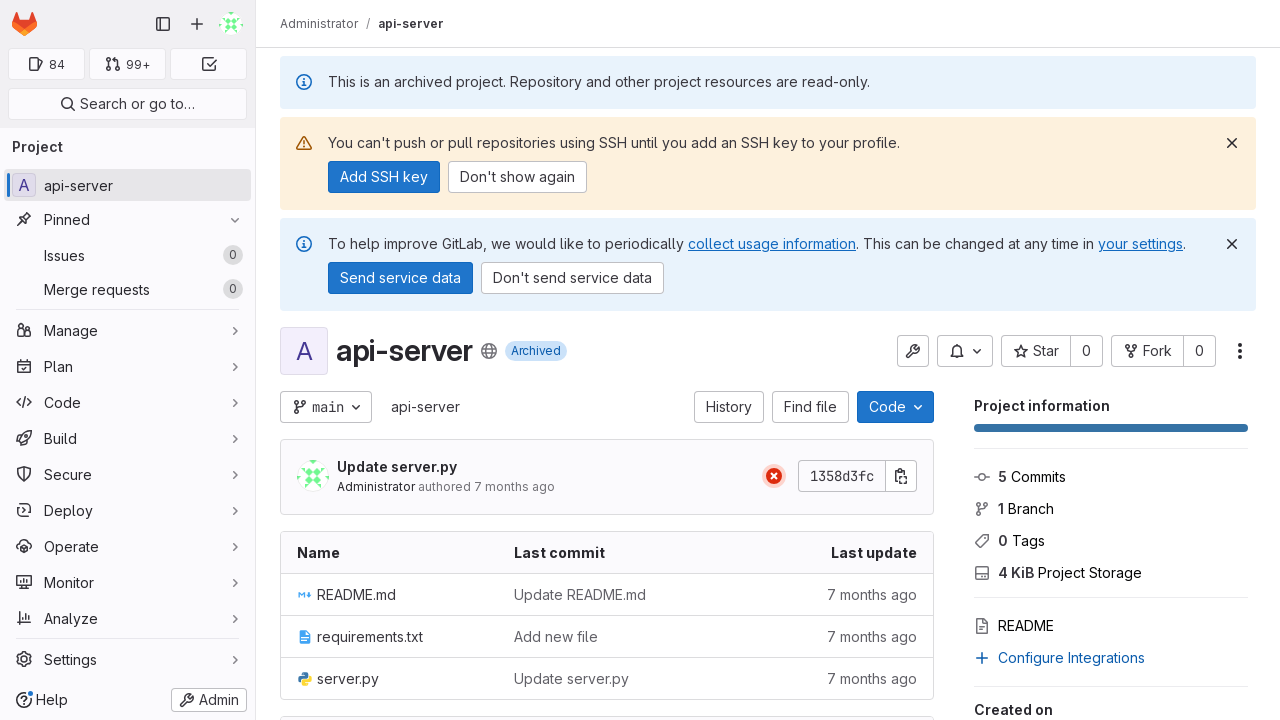 Administrator / api-server
84
99+
Search or go to…
Project
A api-server
Pinned
Issues 0
Merge requests 0
Manage
Plan
Code
Build
Secure
Deploy
Operate
Monitor
Analyze
Settings
Help
Admin
This is an archived project. Repository and other project resources are read-only.
You can't push or pull repositories using SSH until you add an SSH key to your profile.
Add SSH key Don't show again
To help improve GitLab, we would like to periodically collect usage information. This can be changed at any time in your settings.
Send service data Don't send service data
A api-server Archived
Star 0 Fork 0
main api-server History Find file Code
Update server.py
Administrator authored 7 months ago
1358d3fc
Name Last commit Last update
README.md Update README.md 7 months ago
requirements.txt Add new file 7 months ago
server.py Update server.py 7 months ago
Project information
5 Commits
1 Branch
0 Tags
4 KiB Project Storage
README
Configure Integrations
Created on